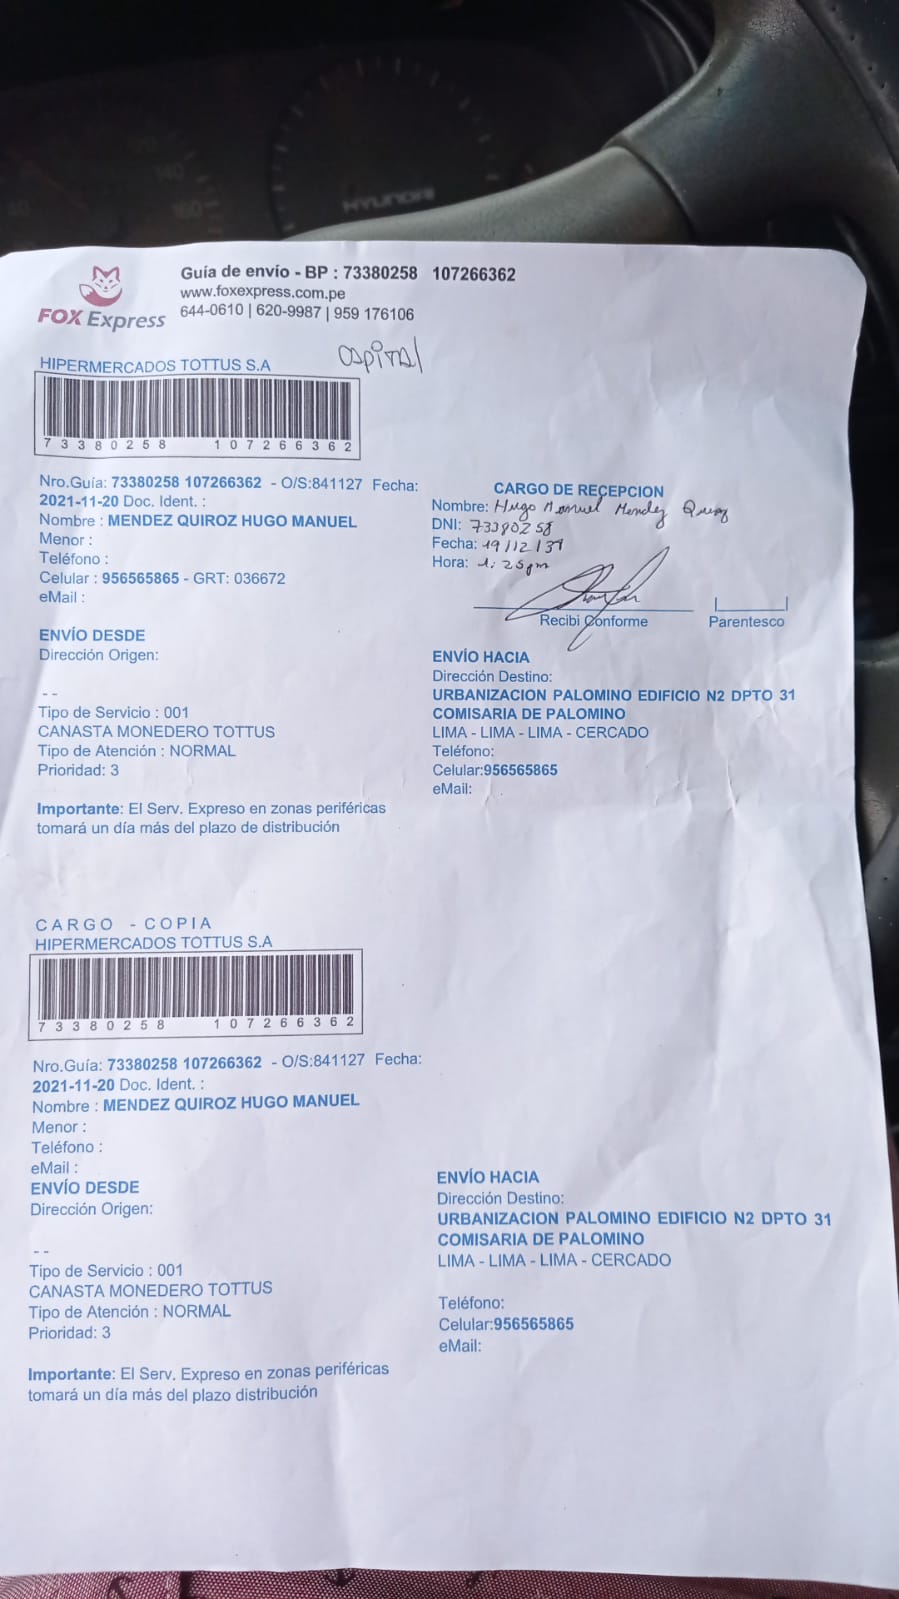 HYUNDAI
FOX Express
Guía de envío - BP : 73380258 107266362
www.foxexpress.com.pe
644-0610 | 620-9987 | 959 176106
HIPERMERCADOS TOTTUS S.A
73380258 107266362
Nro.Guía: 73380258 107266362 - O/S:841127 Fecha:
2021-11-20 Doc. Ident. :
Nombre : MENDEZ QUIROZ HUGO MANUEL
Menor :
Teléfono :
Celular : 956565865 - GRT: 036672
eMail :
CARGO DE RECEPCION
Nombre: Hugo Manuel Mendez Quiroz
DNI: 73380258
Fecha: 19/12/
Hora: 1:25pm
Recibi Conforme
Parentesco
ENVÍO DESDE
Dirección Origen:
- -
Tipo de Servicio : 001
CANASTA MONEDERO TOTTUS
Tipo de Atención : NORMAL
Prioridad: 3
ENVÍO HACIA
Dirección Destino:
URBANIZACION PALOMINO EDIFICIO N2 DPTO 31
COMISARIA DE PALOMINO
LIMA - LIMA - LIMA - CERCADO
Teléfono:
Celular:956565865
eMail:
Importante: El Serv. Expreso en zonas periféricas
tomará un día más del plazo de distribución
CARGO - COPIA
HIPERMERCADOS TOTTUS S.A
73380258 107266362
Nro.Guía: 73380258 107266362 - O/S:841127 Fecha:
2021-11-20 Doc. Ident. :
Nombre : MENDEZ QUIROZ HUGO MANUEL
Menor :
Teléfono :
eMail :
ENVÍO DESDE
Dirección Origen:
- -
Tipo de Servicio : 001
CANASTA MONEDERO TOTTUS
Tipo de Atención : NORMAL
Prioridad: 3
ENVÍO HACIA
Dirección Destino:
URBANIZACION PALOMINO EDIFICIO N2 DPTO 31
COMISARIA DE PALOMINO
LIMA - LIMA - LIMA - CERCADO
Teléfono:
Celular:956565865
eMail:
Importante: El Serv. Expreso en zonas periféricas
tomará un día más del plazo distribución